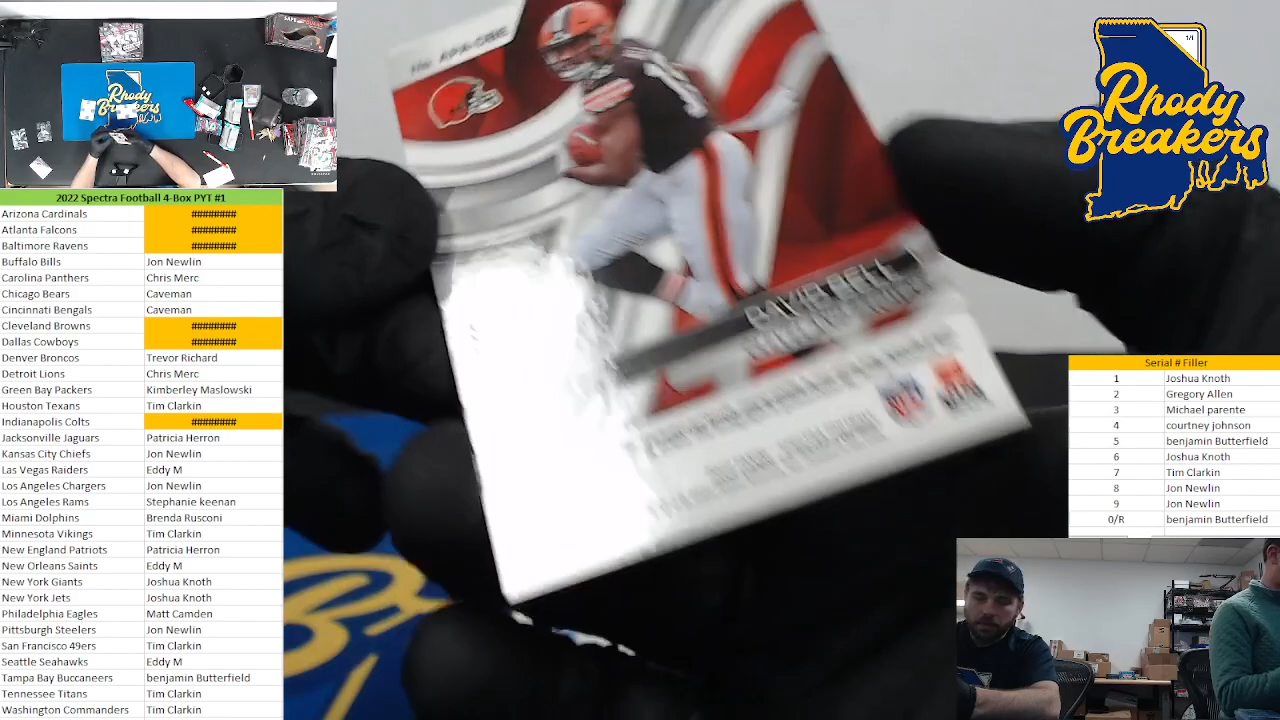 2022 Spectra Football 4-Box PYT #1
Arizona Cardinals ########
Atlanta Falcons ########
Baltimore Ravens ########
Buffalo Bills Jon Newlin
Carolina Panthers Chris Merc
Chicago Bears Caveman
Cincinnati Bengals Caveman
Cleveland Browns ########
Dallas Cowboys ########
Denver Broncos Trevor Richard
Detroit Lions Chris Merc
Green Bay Packers Kimberley Maslowski
Houston Texans Tim Clarkin
Indianapolis Colts ########
Jacksonville Jaguars Patricia Herron
Kansas City Chiefs Jon Newlin
Las Vegas Raiders Eddy M
Los Angeles Chargers Jon Newlin
Los Angeles Rams Stephanie keenan
Miami Dolphins Brenda Rusconi
Minnesota Vikings Tim Clarkin
New England Patriots Patricia Herron
New Orleans Saints Eddy M
New York Giants Joshua Knoth
New York Jets Joshua Knoth
Philadelphia Eagles Matt Camden
Pittsburgh Steelers Jon Newlin
San Francisco 49ers Tim Clarkin
Seattle Seahawks Eddy M
Tampa Bay Buccaneers benjamin Butterfield
Tennessee Titans Tim Clarkin
Washington Commanders Tim Clarkin
Rhody
Breakers
DAVID BELL
NFL
1/1
Rhody
Breakers
Serial # Filler
1 Joshua Knoth
2 Gregory Allen
3 Michael parente
4 courtney johnson
5 benjamin Butterfield
6 Joshua Knoth
7 Tim Clarkin
8 Jon Newlin
9 Jon Newlin
0/R benjamin Butterfield